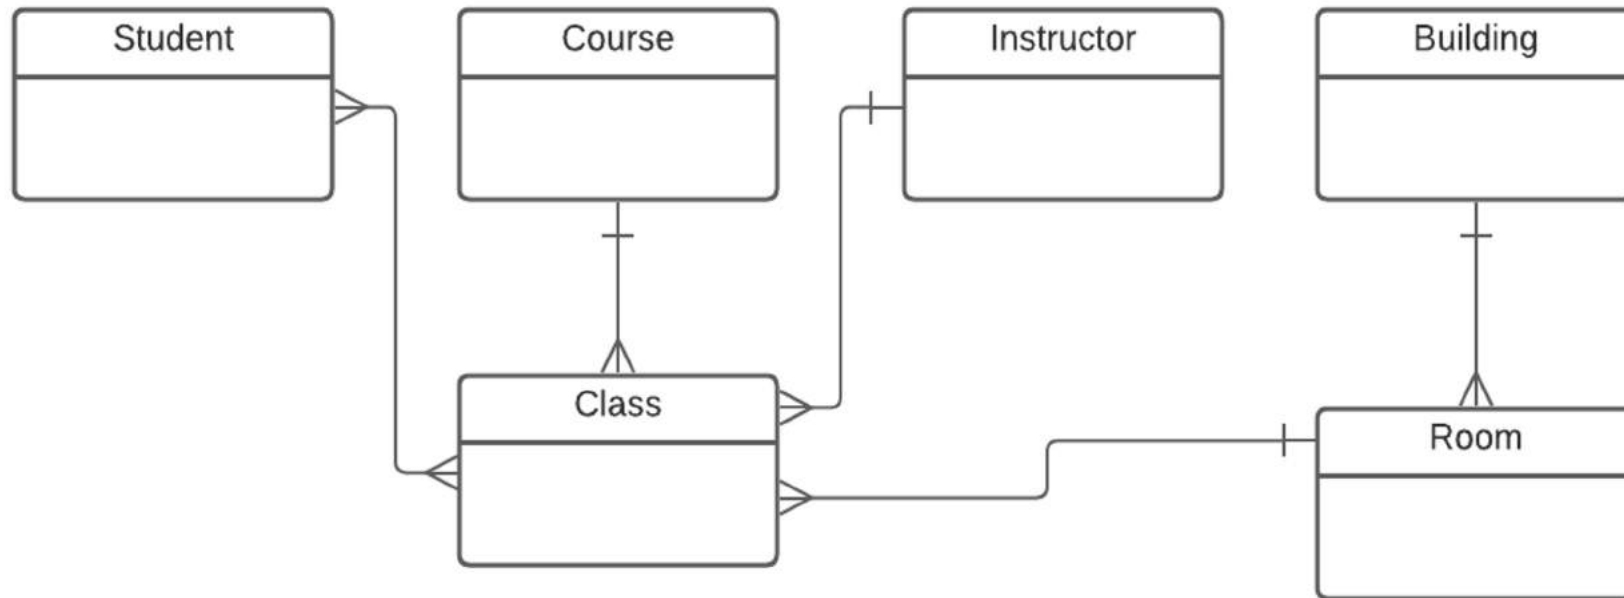 Student
Course
Instructor
Building
Class
Room